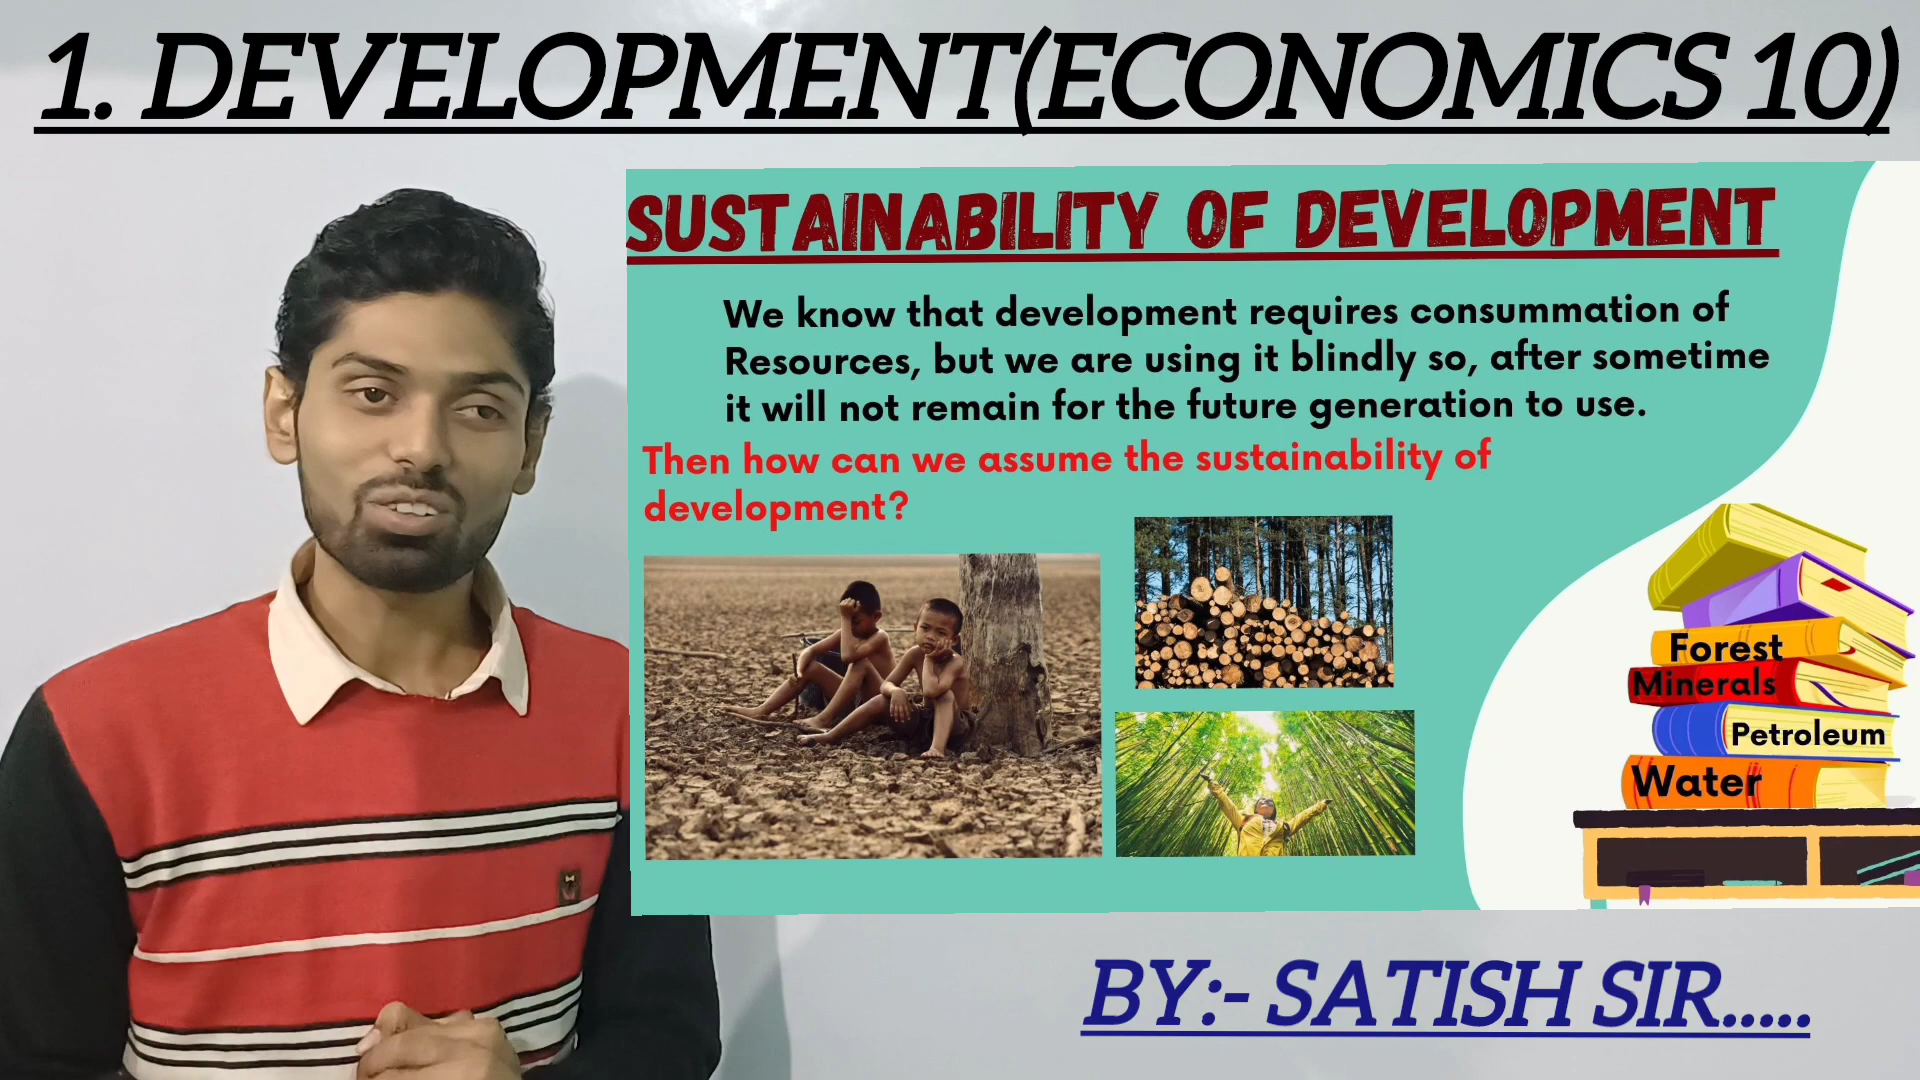 1. DEVELOPMENT(ECONOMICS 10)
SUSTAINABILITY OF DEVELOPMENT
We know that development requires consummation of
Resources, but we are using it blindly so, after sometime
it will not remain for the future generation to use.
Then how can we assume the sustainability of
development?
Forest
Minerals
Petroleum
Water
BY:- SATISH SIR.....